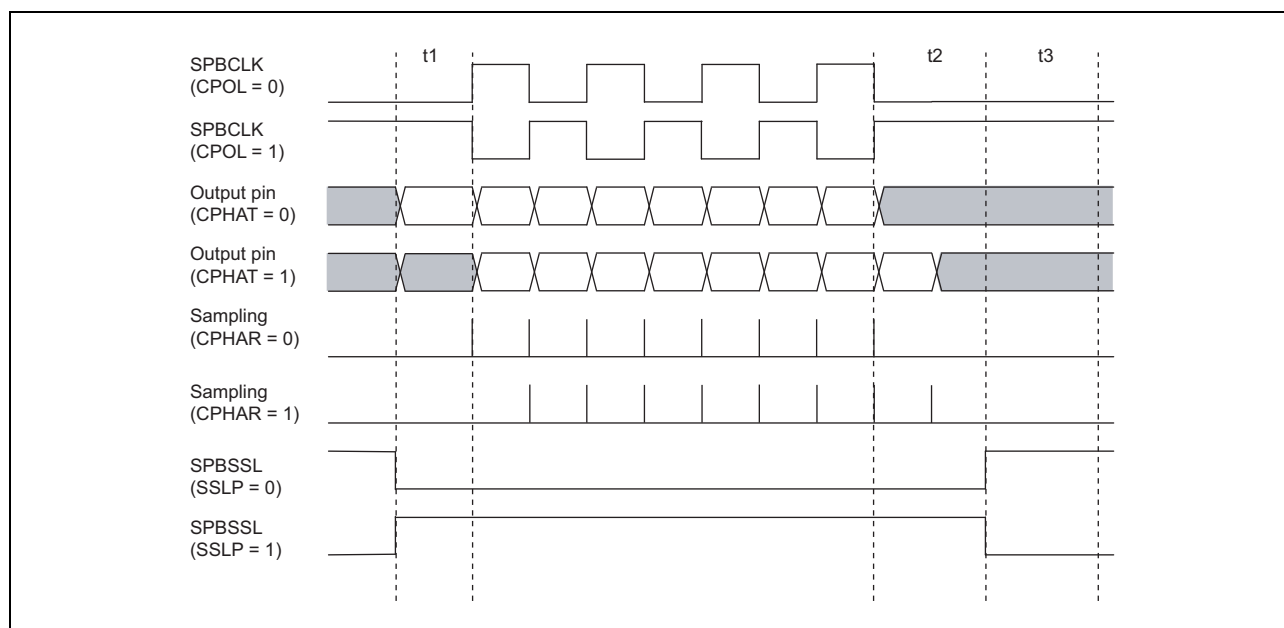 t1
t2
t3
SPBCLK
(CPOL = 0)
SPBCLK
(CPOL = 1)
Output pin
(CPHAT = 0)
Output pin
(CPHAT = 1)
Sampling
(CPHAR = 0)
Sampling
(CPHAR = 1)
SPBSSL
(SSLP = 0)
SPBSSL
(SSLP = 1)